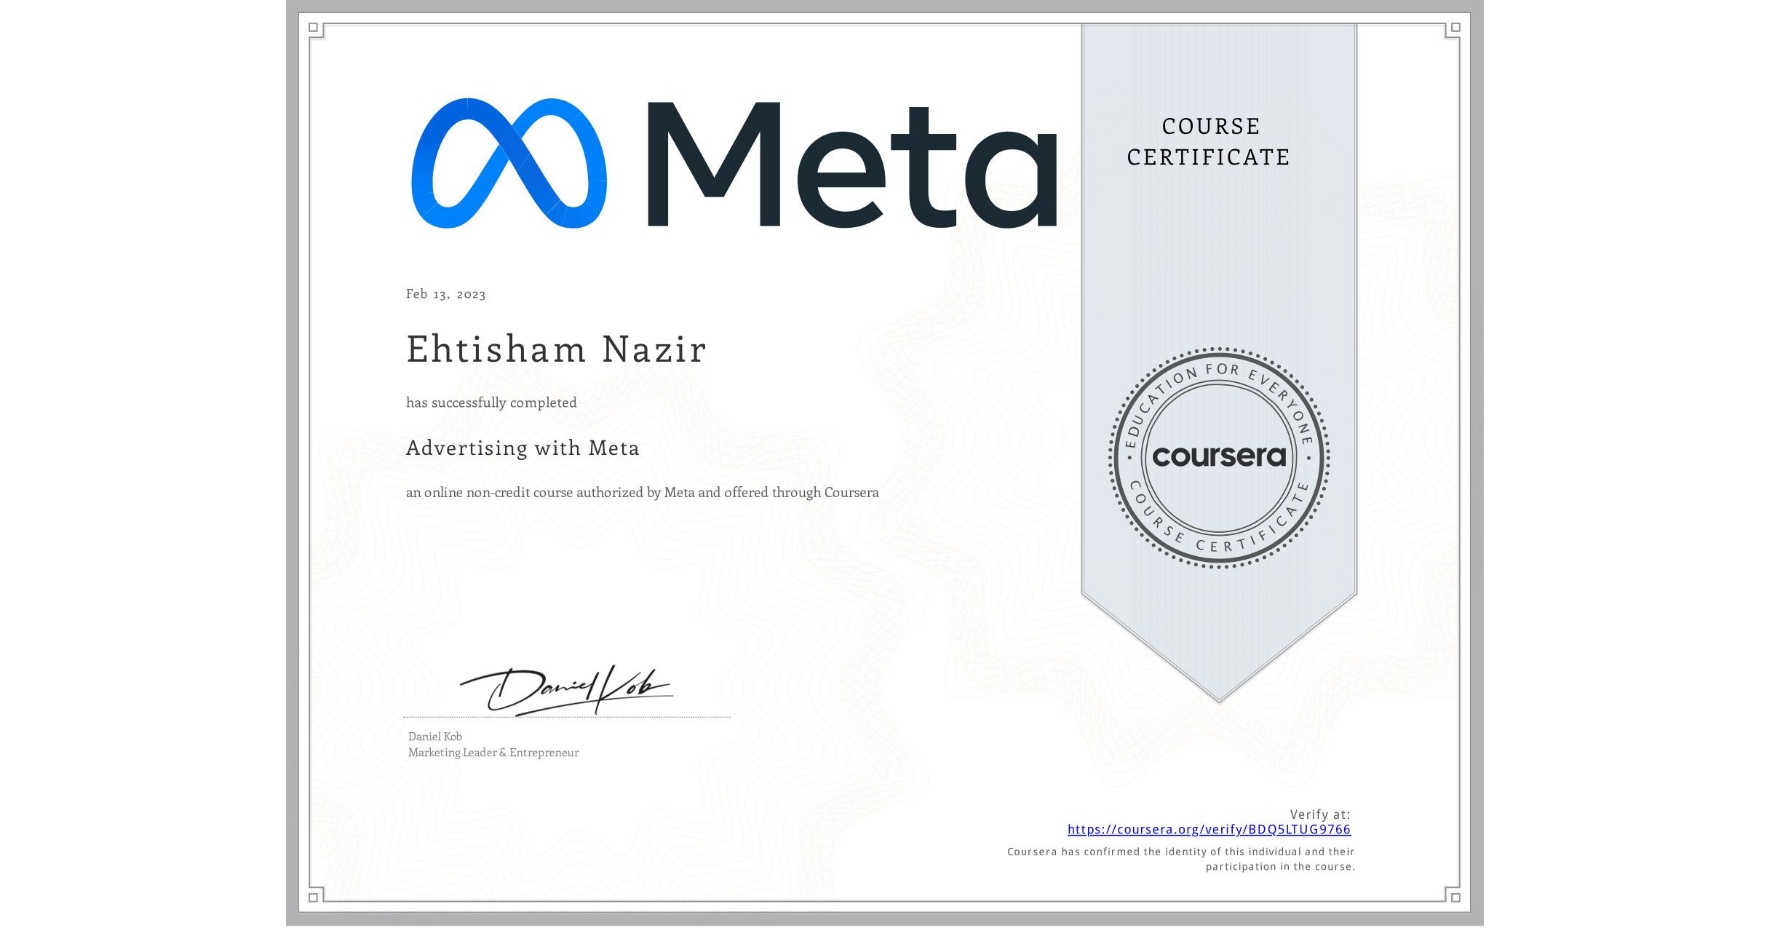 Meta
COURSE
CERTIFICATE
Feb 13, 2023
Ehtisham Nazir
has successfully completed
Advertising with Meta
an online non-credit course authorized by Meta and offered through Coursera
EDUCATION FOR EVERYONE
coursera
COURSE CERTIFICATE
Daniel Kob
Daniel Kob
Marketing Leader & Entrepreneur
Verify at:
https://coursera.org/verify/BDQ5LTUG9766
Coursera has confirmed the identity of this individual and their
participation in the course.